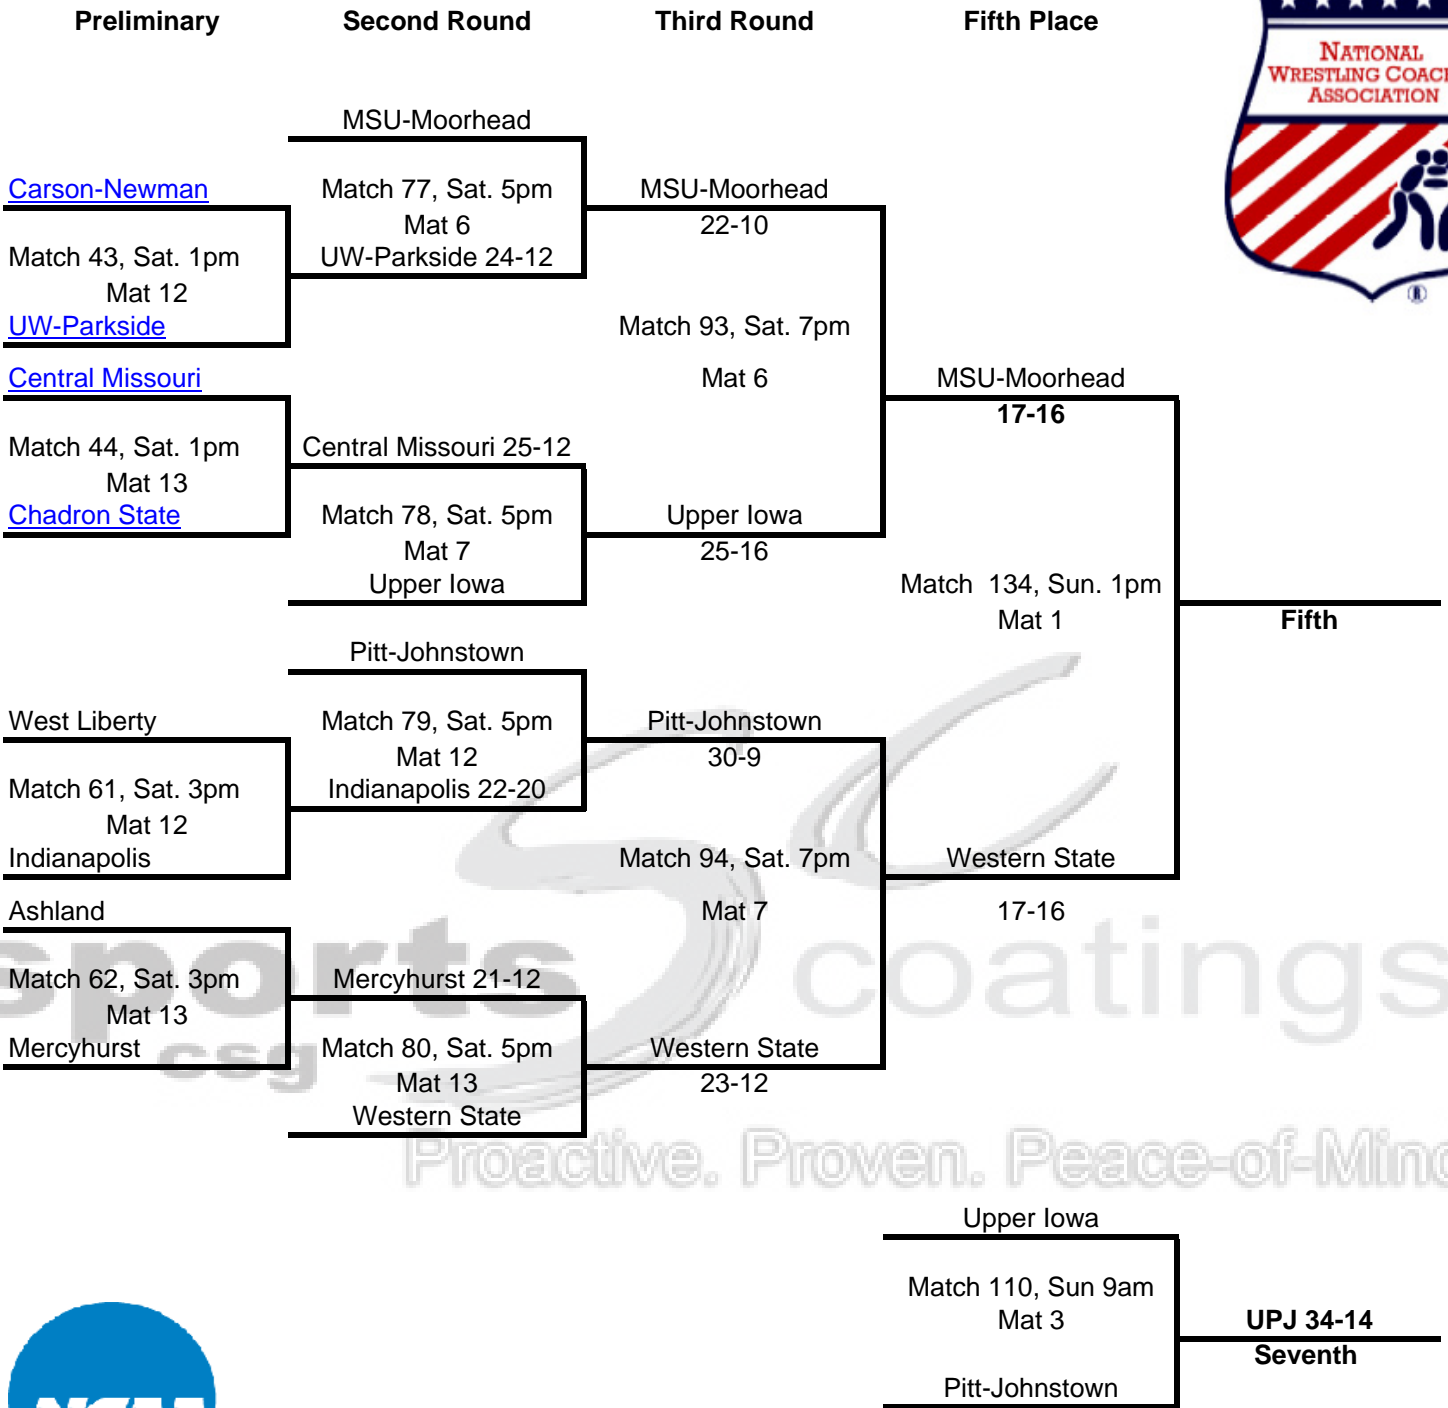 Preliminary Second Round Third Round Fifth Place
NATIONAL
WRESTLING COACH
ASSOCIATION
MSU-Moorhead
Carson-Newman Match 77, Sat. 5pm MSU-Moorhead
Mat 6 22-10
Match 43, Sat. 1pm UW-Parkside 24-12
Mat 12
UW-Parkside Match 93, Sat. 7pm
Central Missouri Mat 6 MSU-Moorhead
17-16
Match 44, Sat. 1pm Central Missouri 25-12
Mat 13
Chadron State Match 78, Sat. 5pm Upper Iowa
Mat 7 25-16
Upper Iowa Match 134, Sun. 1pm
Mat 1 Fifth
Pitt-Johnstown
West Liberty Match 79, Sat. 5pm Pitt-Johnstown
Mat 12 30-9
Match 61, Sat. 3pm Indianapolis 22-20
Mat 12
Indianapolis Match 94, Sat. 7pm Western State
Ashland Mat 7 17-16
sports coatings
Match 62, Sat. 3pm Mercyhurst 21-12
Mat 13
Mercyhurst Match 80, Sat. 5pm Western State
csg
Mat 13 23-12
Western State
Proactive. Proven. Peace-of-Mind
Upper Iowa
Match 110, Sun 9am
Mat 3 UPJ 34-14
Seventh
Pitt-Johnstown
NCAA